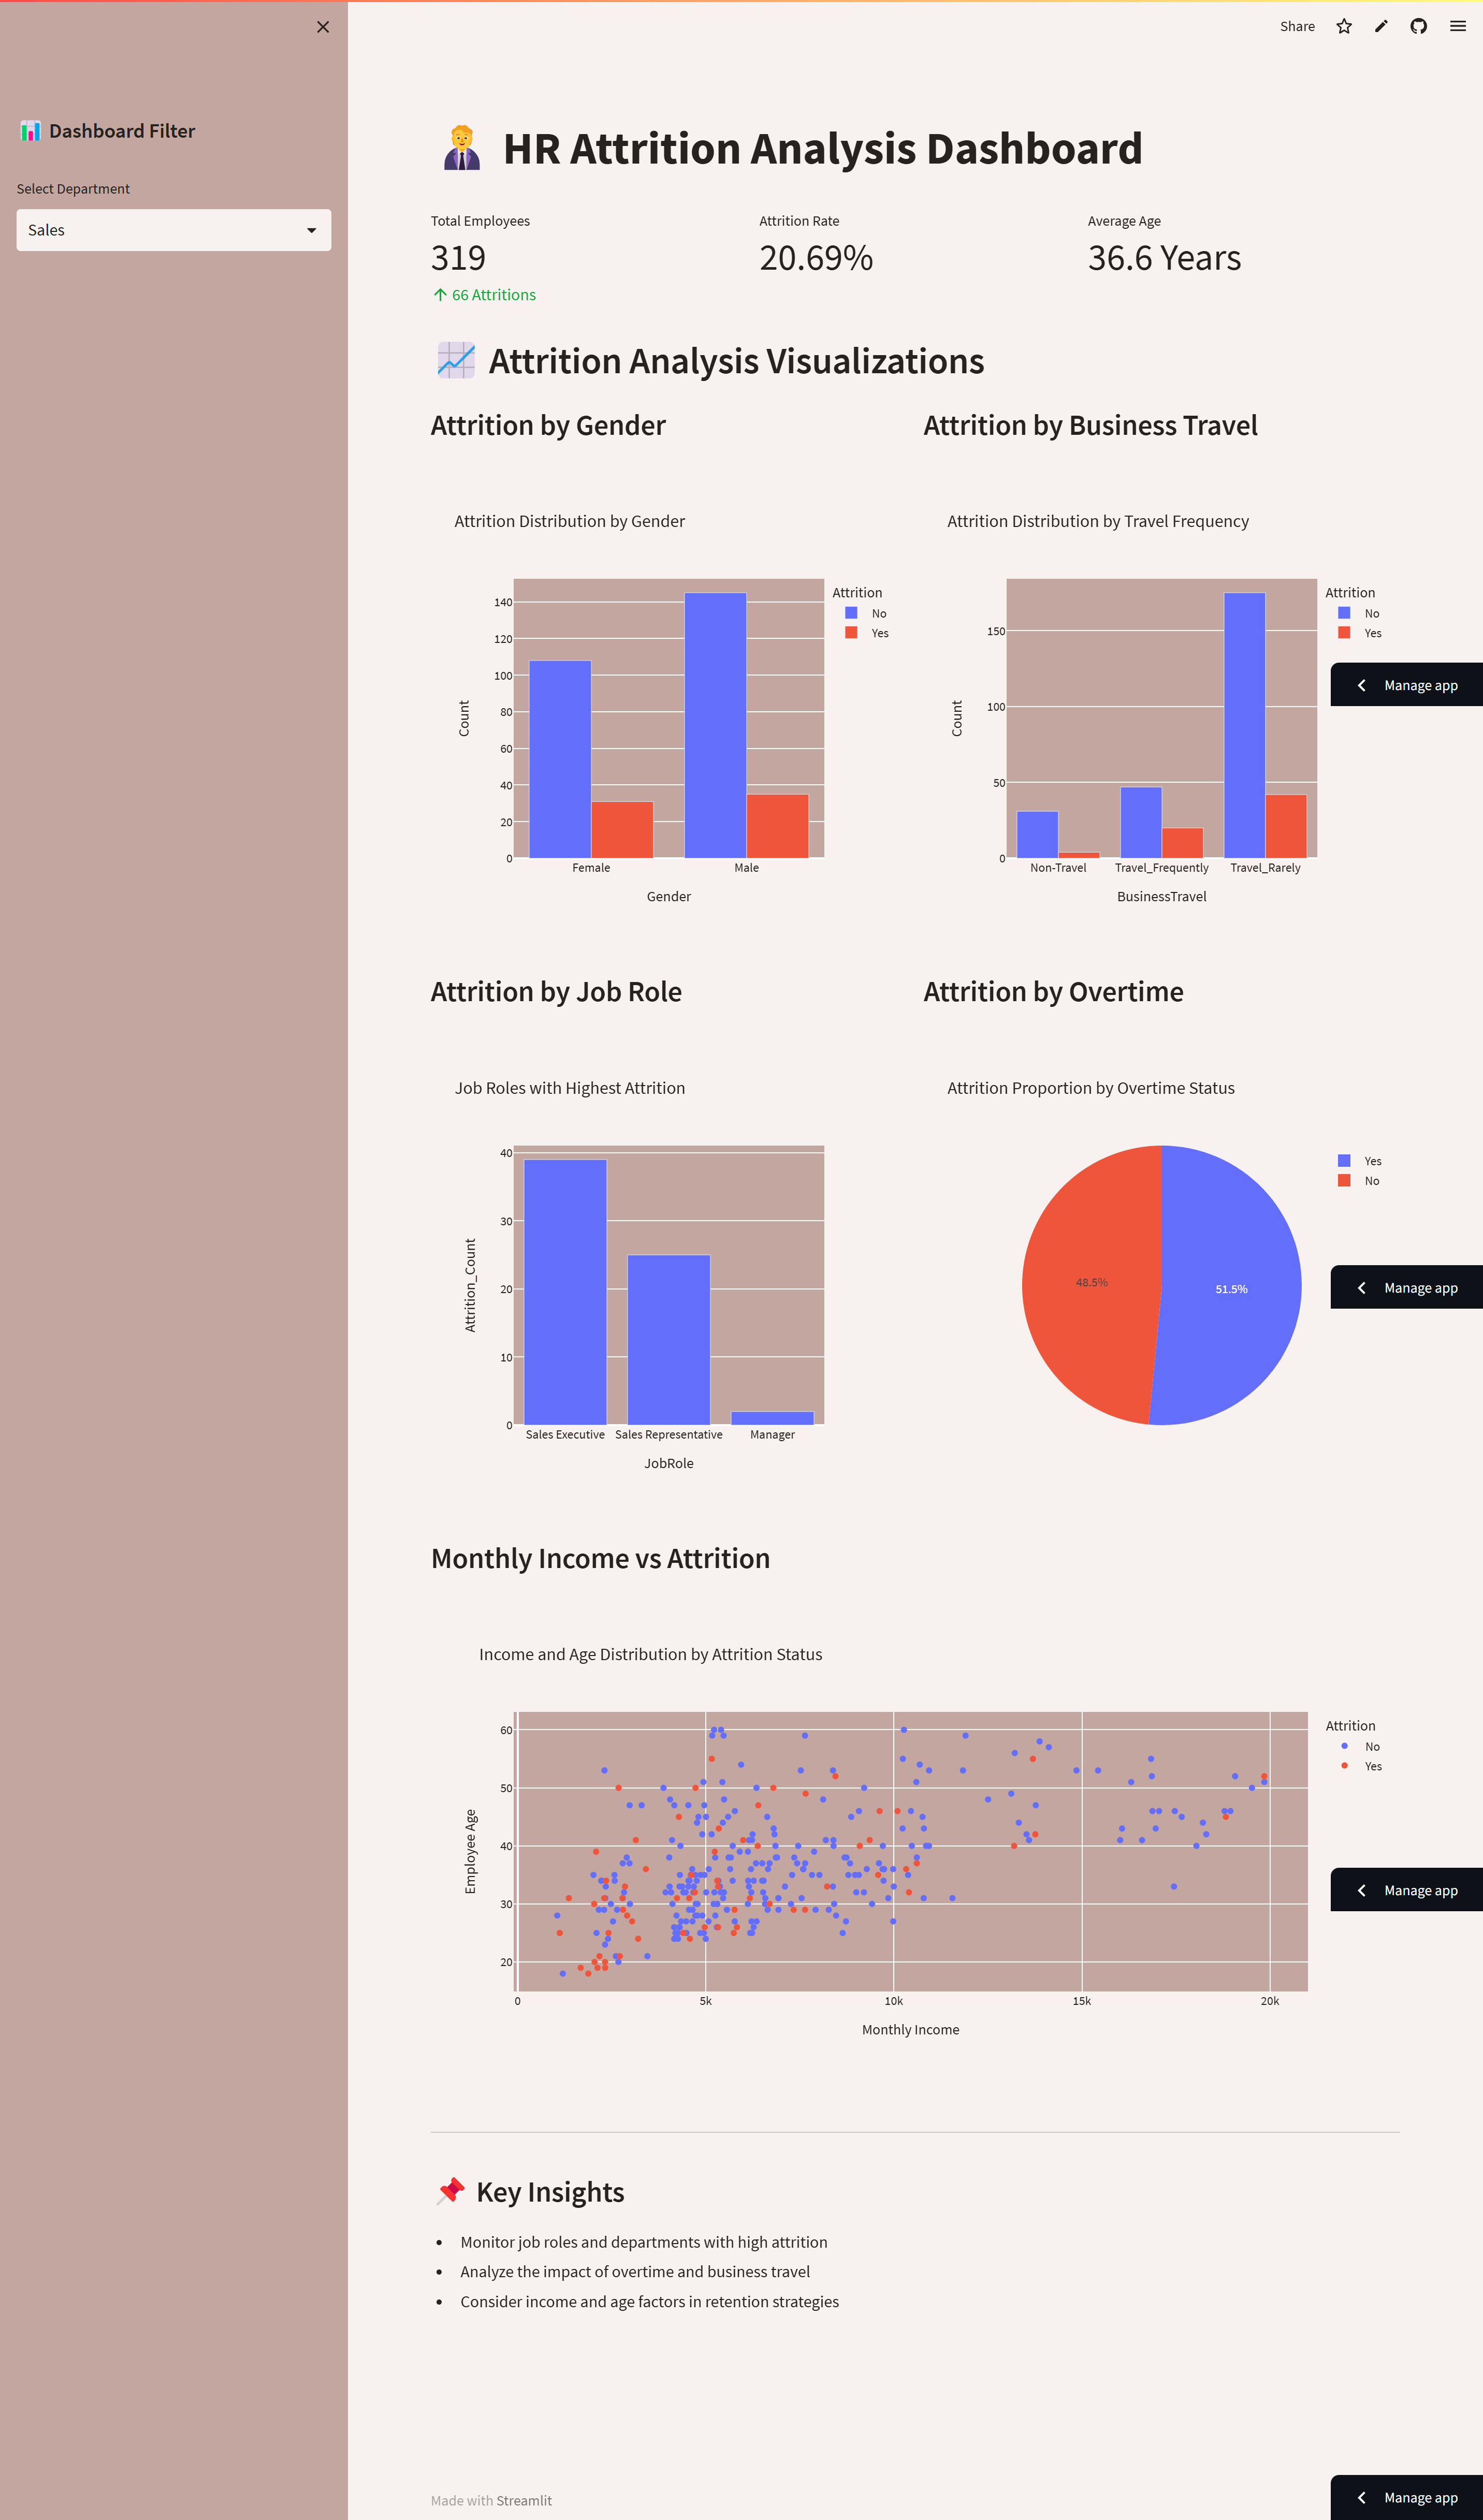 Share
Dashboard Filter
Select Department
Sales
HR Attrition Analysis Dashboard
Total Employees
319
66 Attritions
Attrition Rate
20.69%
Average Age
36.6 Years
Attrition Analysis Visualizations
Attrition by Gender
Attrition Distribution by Gender
140
120
100
80
60
40
20
0
Count
Female Male
Gender
Attrition
No
Yes
Attrition by Business Travel
Attrition Distribution by Travel Frequency
150
100
50
0
Count
Non-Travel Travel_Frequently Travel_Rarely
BusinessTravel
Attrition
No
Yes
Manage app
Attrition by Job Role
Job Roles with Highest Attrition
40
30
20
10
0
Attrition_Count
Sales Executive Sales Representative Manager
JobRole
Attrition by Overtime
Attrition Proportion by Overtime Status
48.5%
51.5%
Yes
No
Manage app
Monthly Income vs Attrition
Income and Age Distribution by Attrition Status
60
50
40
30
20
Employee Age
0 5k 10k 15k 20k
Monthly Income
Attrition
No
Yes
Manage app
Key Insights
Monitor job roles and departments with high attrition
Analyze the impact of overtime and business travel
Consider income and age factors in retention strategies
Made with Streamlit
Manage app